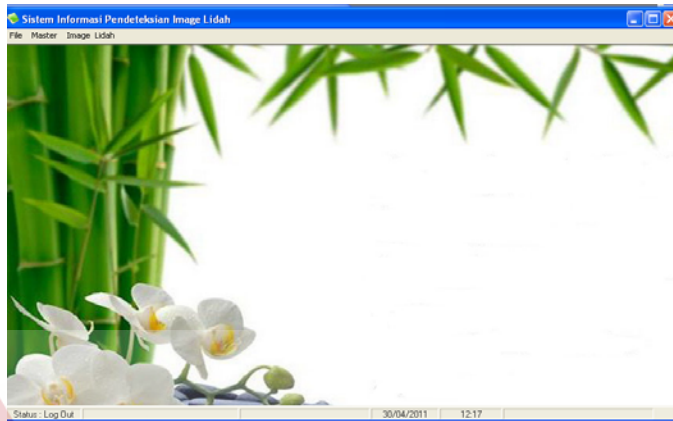 Sistem Informasi Pendeteksian Image Lidah
File Master Image Lidah
Status : Log Out 30/04/2011 12:17